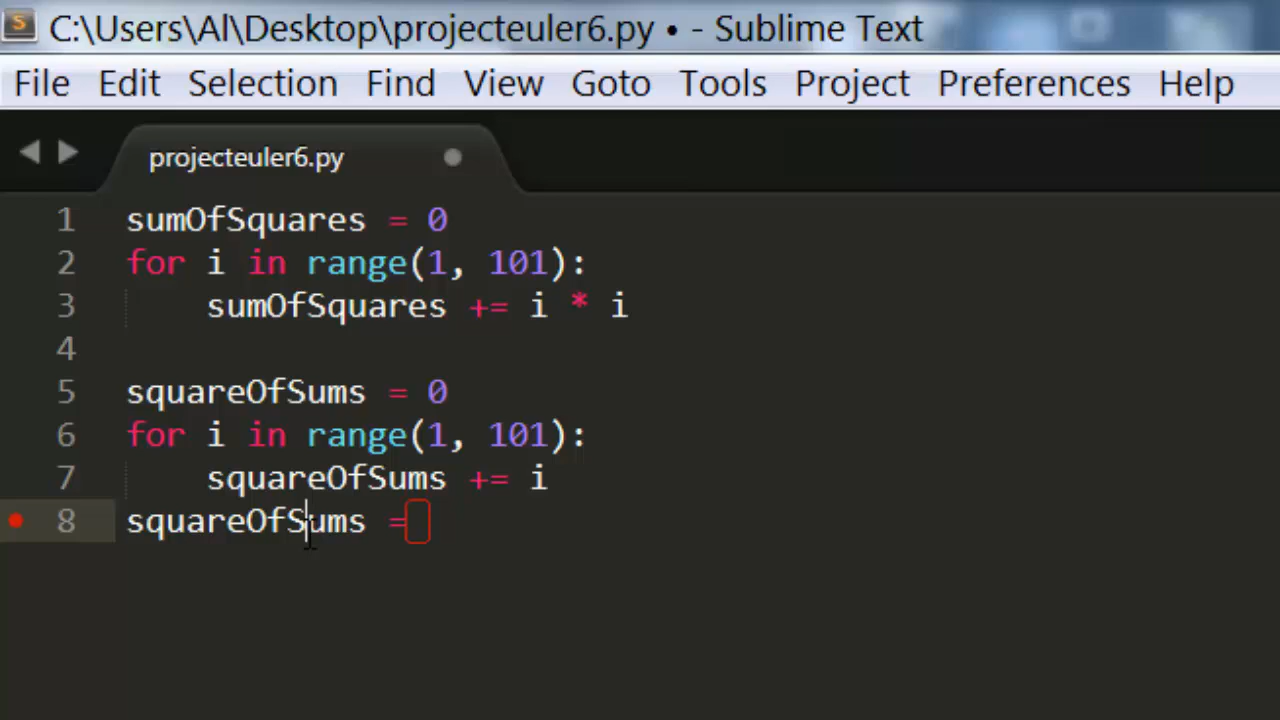 C:\Users\Al\Desktop\projecteuler6.py • - Sublime Text
File Edit Selection Find View Goto Tools Project Preferences Help
projecteuler6.py
1 sumOfSquares = 0
2 for i in range(1, 101):
3     sumOfSquares += i * i
4
5 squareOfSums = 0
6 for i in range(1, 101):
7     squareOfSums += i
8 squareOfSums =